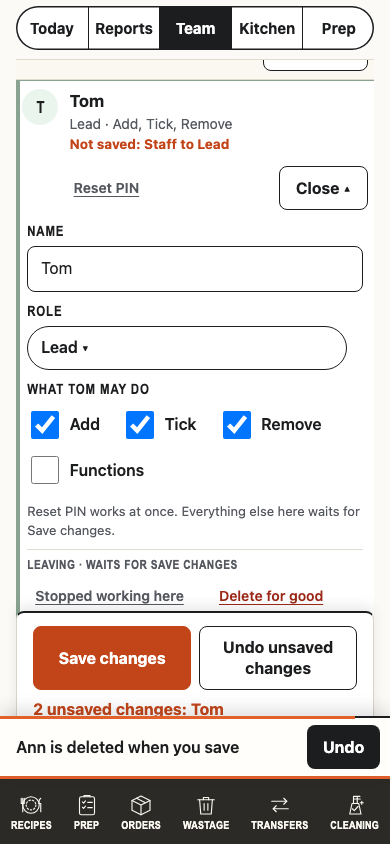 Today Reports Team Kitchen Prep
T
Tom
Lead · Add, Tick, Remove
Not saved: Staff to Lead
Reset PIN
Close ▴
NAME
Tom
ROLE
Lead ▾
WHAT TOM MAY DO
Add Tick Remove
Functions
Reset PIN works at once. Everything else here waits for
Save changes.
LEAVING · WAITS FOR SAVE CHANGES
Stopped working here Delete for good
Save changes
Undo unsaved
changes
2 unsaved changes: Tom
Ann is deleted when you save
Undo
RECIPES PREP ORDERS WASTAGE TRANSFERS CLEANING